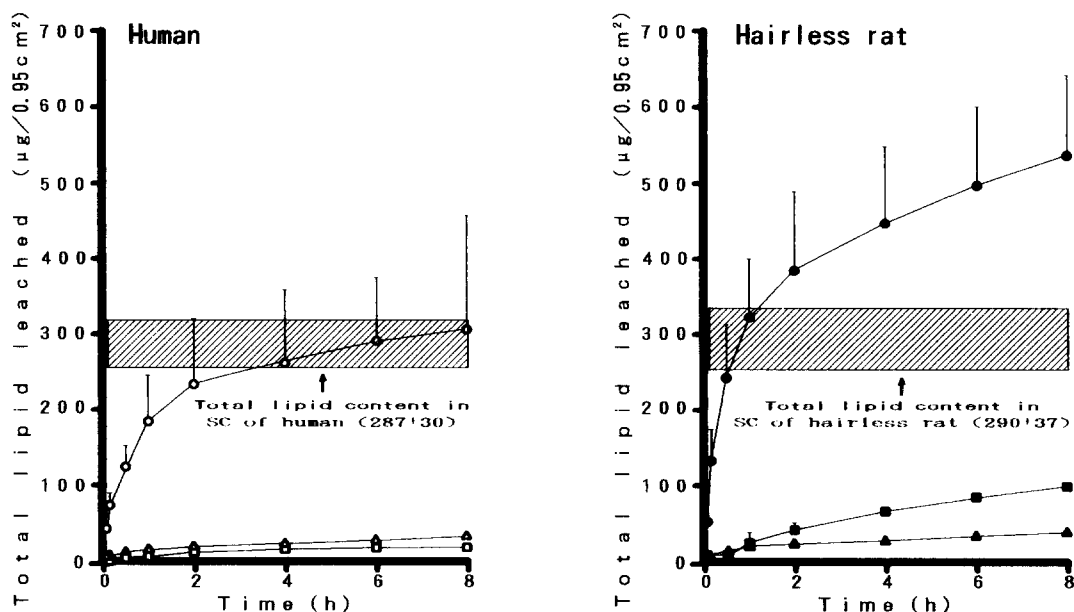 Human
Total lipid leached (µg/0.95cm²)
700
600
500
400
300
200
100
0
Total lipid content in
SC of human (287!30)
0 2 4 6 8
Time (h)
Hairless rat
Total lipid leached (µg/0.95cm²)
700
600
500
400
300
200
100
0
Total lipid content in
SC of hairless rat (290!37)
0 2 4 6 8
Time (h)